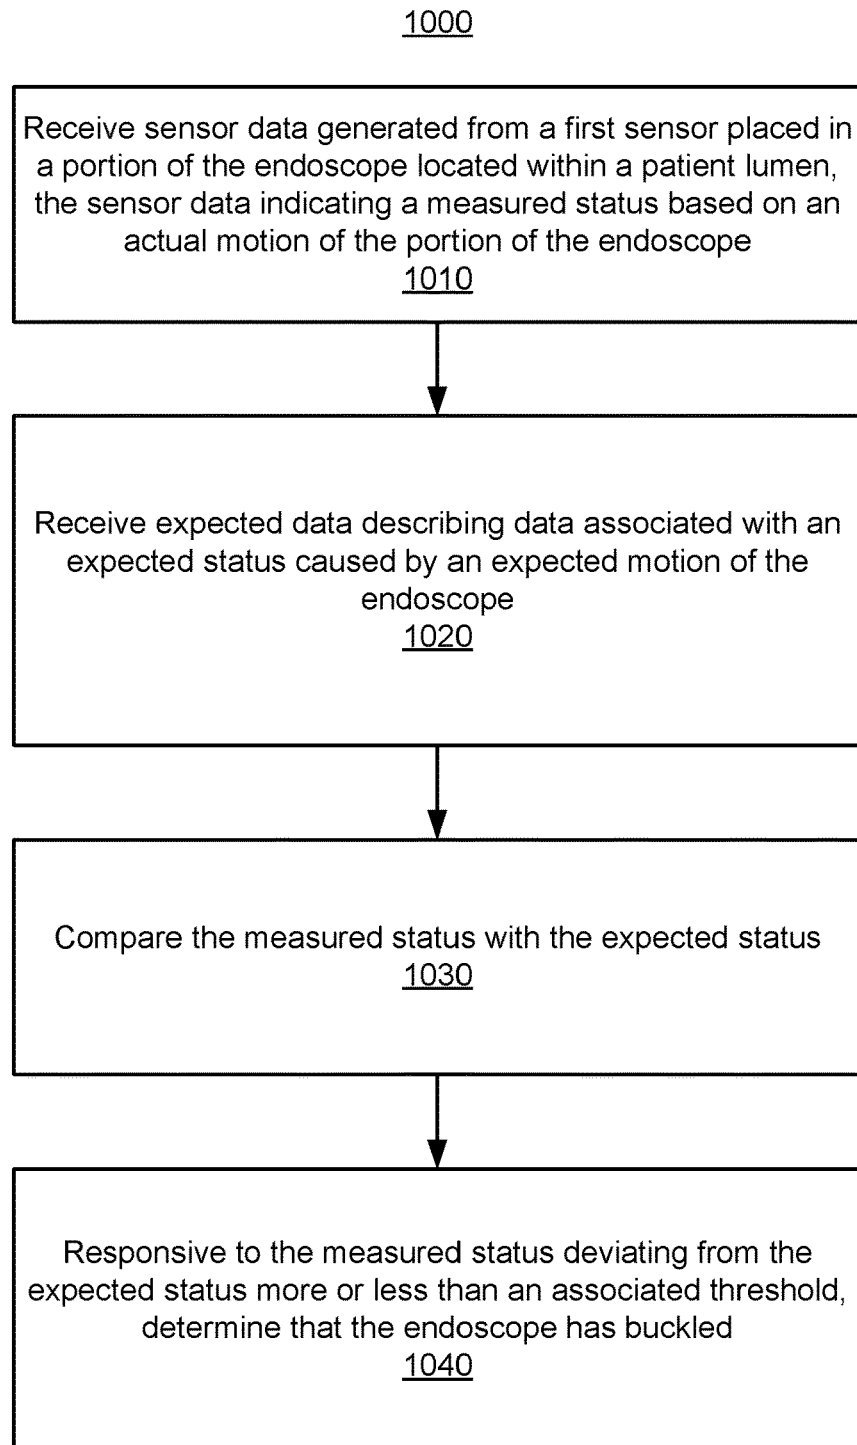 1000
Receive sensor data generated from a first sensor placed in
a portion of the endoscope located within a patient lumen,
the sensor data indicating a measured status based on an
actual motion of the portion of the endoscope
1010
Receive expected data describing data associated with an
expected status caused by an expected motion of the
endoscope
1020
Compare the measured status with the expected status
1030
Responsive to the measured status deviating from the
expected status more or less than an associated threshold,
determine that the endoscope has buckled
1040